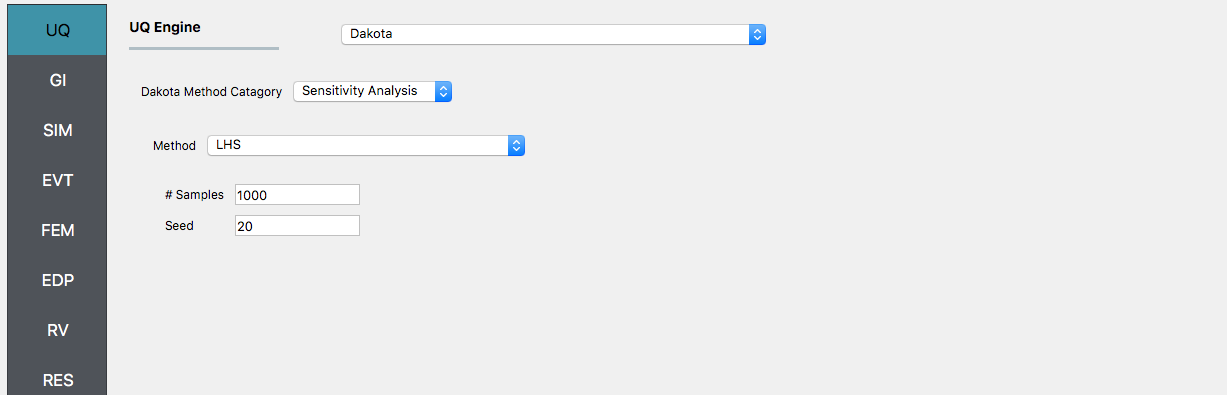 UQ
GI
SIM
EVT
FEM
EDP
RV
RES
UQ Engine
Dakota
Dakota Method Catagory
Sensitivity Analysis
Method
LHS
# Samples
1000
Seed
20